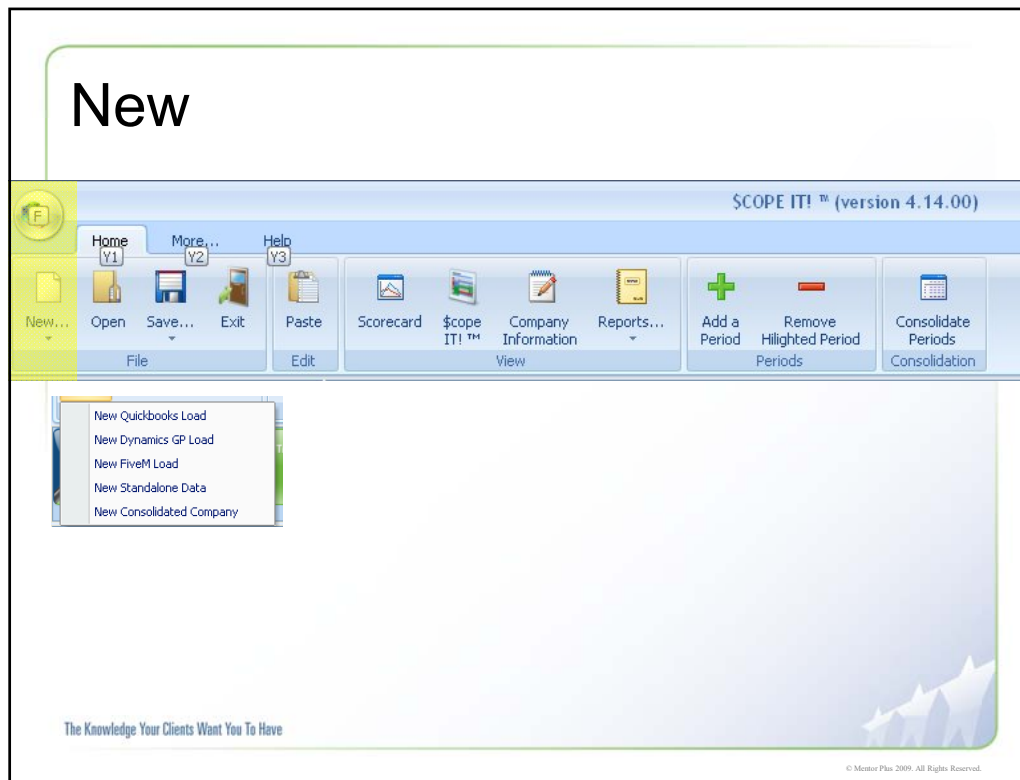 New
$COPE IT! ™ (version 4.14.00)
F
Home More... Help
Y1 Y2 Y3
New... Open Save... Exit Paste Scorecard $cope IT! ™ Company Information Reports... Add a Period Remove Hilighted Period Consolidate Periods
File Edit View Periods Consolidation
New Quickbooks Load
New Dynamics GP Load
New FiveM Load
New Standalone Data
New Consolidated Company
The Knowledge Your Clients Want You To Have
© Mentor Plus 2009. All Rights Reserved.